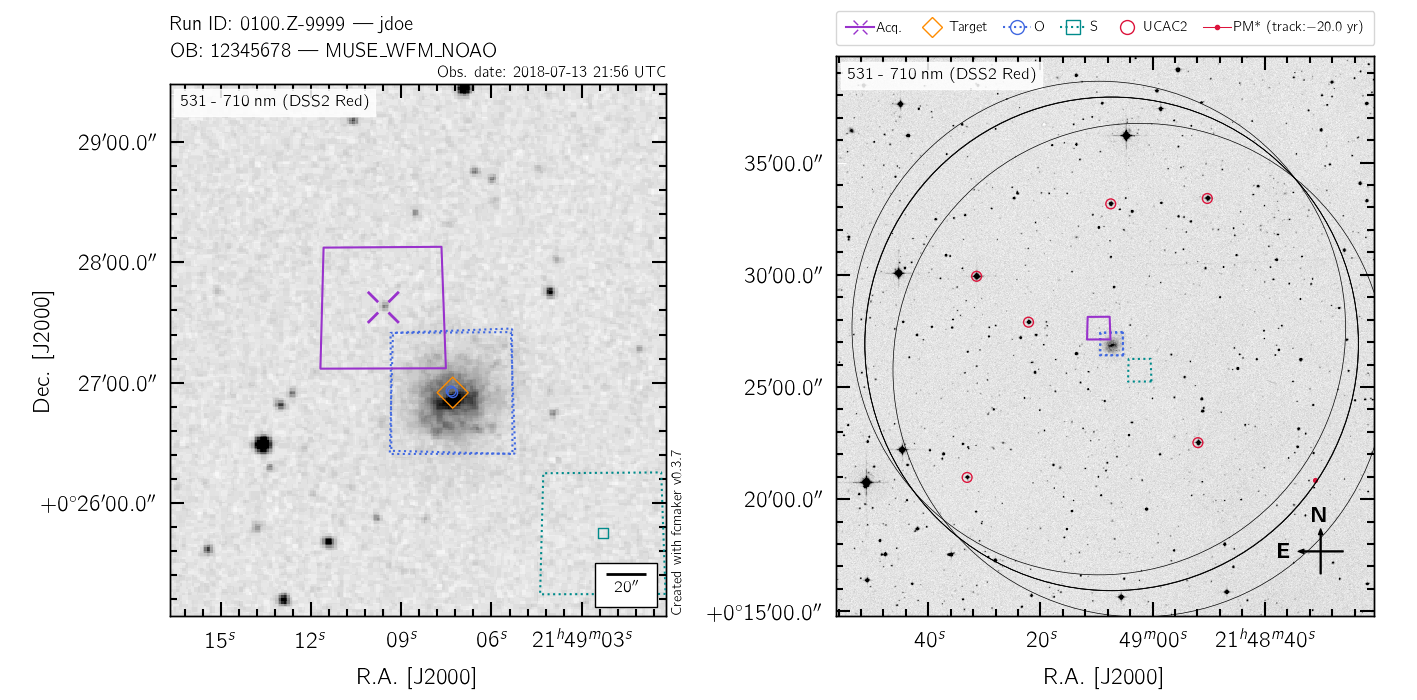 Run ID: 0100.Z-9999 — jdoe
OB: 12345678 — MUSE_WFM_NOAO
Obs. date: 2018-07-13 21:56 UTC
531 - 710 nm (DSS2 Red)
29′00.0″
28′00.0″
27′00.0″
+0°26′00.0″
Dec. [J2000]
20″
Created with fcmaker v0.3.7
15ˢ 12ˢ 09ˢ 06ˢ 21ʰ49ᵐ03ˢ
R.A. [J2000]
Acq. Target O S UCAC2 PM* (track:−20.0 yr)
531 - 710 nm (DSS2 Red)
35′00.0″
30′00.0″
25′00.0″
20′00.0″
+0°15′00.0″
N
E
40ˢ 20ˢ 49ᵐ00ˢ 21ʰ48ᵐ40ˢ
R.A. [J2000]